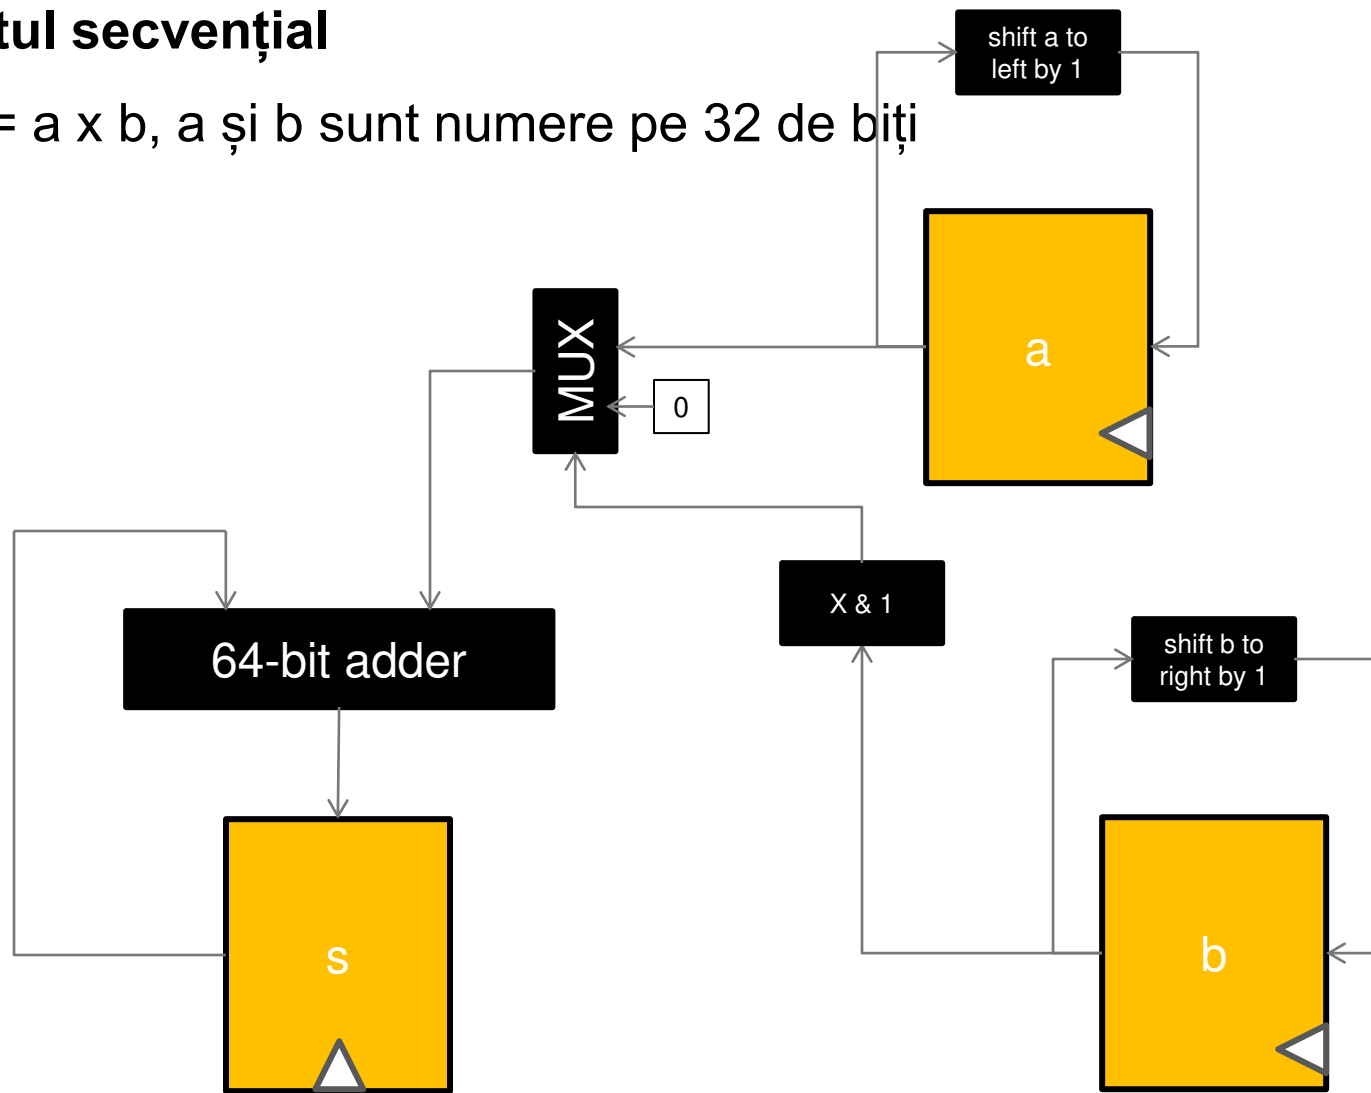 tul secvențial
= a x b, a și b sunt numere pe 32 de biți
shift a to
left by 1
a
MUX
0
X & 1
64-bit adder
shift b to
right by 1
s
b